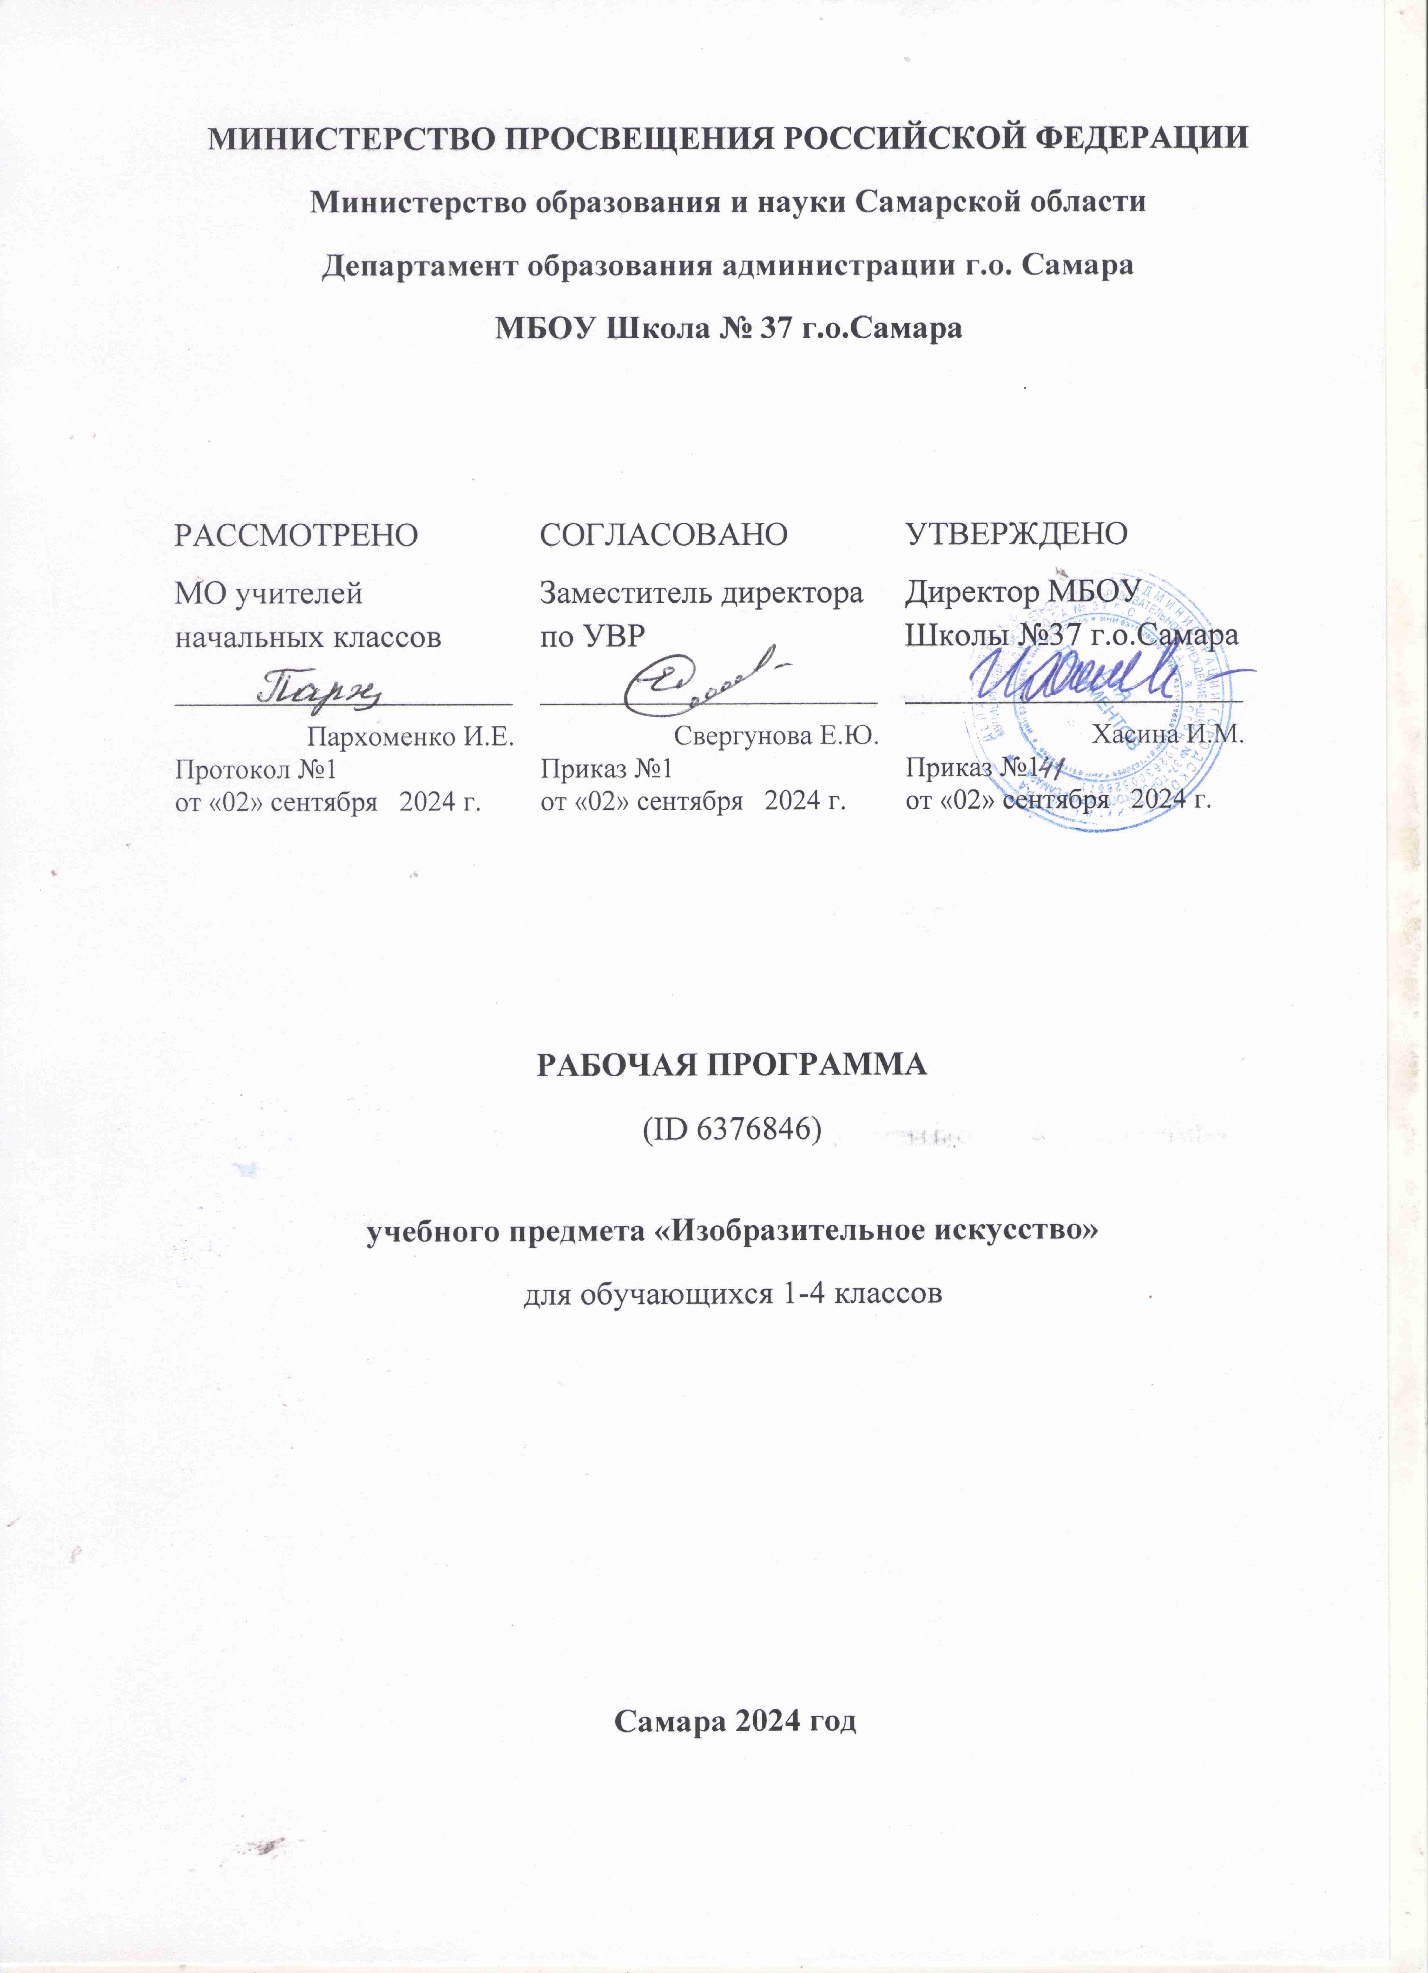 МИНИСТЕРСТВО ПРОСВЕЩЕНИЯ РОССИЙСКОЙ ФЕДЕРАЦИИ
Министерство образования и науки Самарской области
Департамент образования администрации г.о. Самара
МБОУ Школа № 37 г.о.Самара
РАССМОТРЕНО
МО учителей
начальных классов
Пархоменко И.Е.
Протокол №1
от «02» сентября 2024 г.
СОГЛАСОВАНО
Заместитель директора
по УВР
Свергунова Е.Ю.
Приказ №1
от «02» сентября 2024 г.
УТВЕРЖДЕНО
Директор МБОУ
Школы №37 г.о.Самара
Хасина И.М.
Приказ
от «02» сентября 2024 г.
РАБОЧАЯ ПРОГРАММА
(ID 6376846)
учебного предмета «Изобразительное искусство»
для обучающихся 1-4 классов
Самара 2024 год